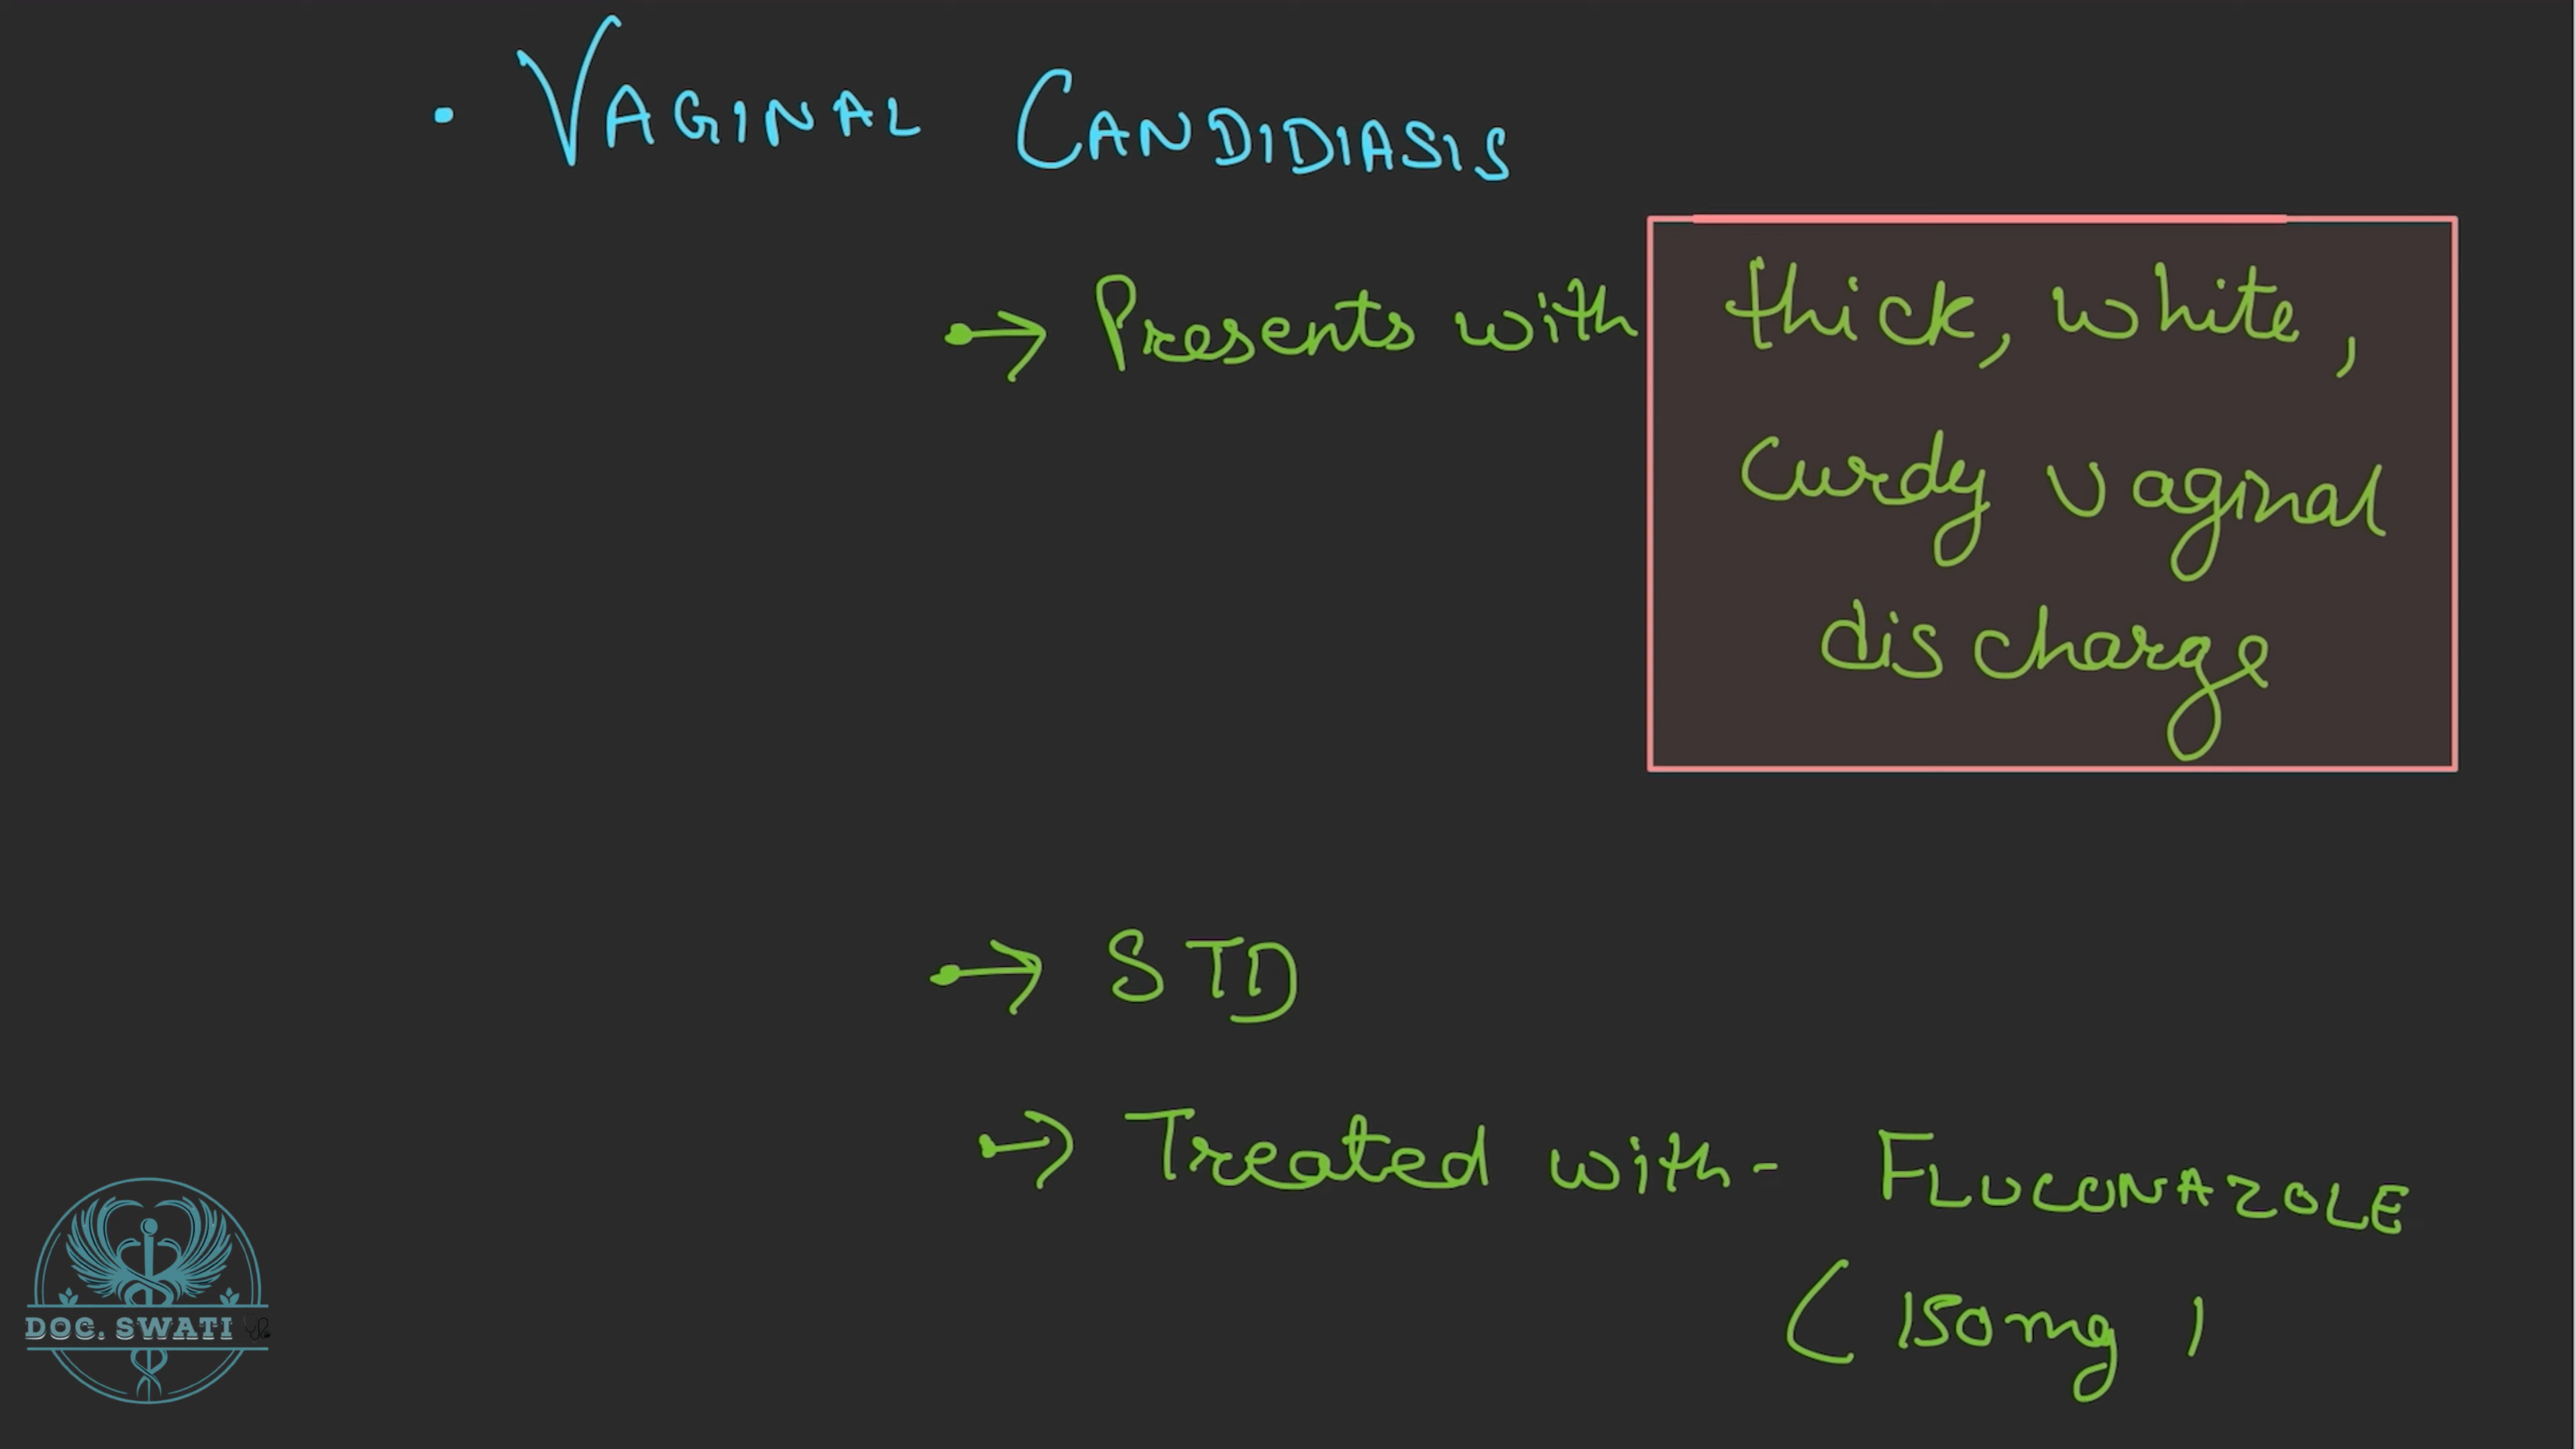 • VAGINAL CANDIDIASIS
→ Presents with thick, white,
curdy vaginal
discharge
→ STD
→ Treated with - FLUCONAZOLE
( 150mg )
DOC. SWATI